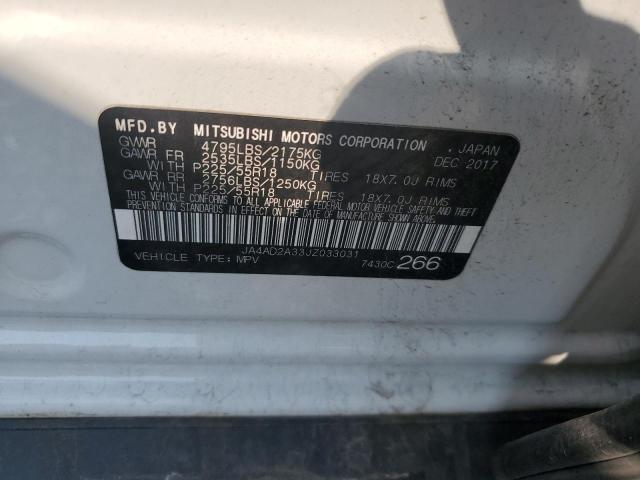 MFD.BY MITSUBISHI MOTORS CORPORATION , JAPAN
GVWR 4795LBS/2175KG DEC 2017
GAWR FR 2535LBS/1150KG
WITH P225/55R18 TIRES 18X7.0J RIMS
GAWR RR 2756LBS/1250KG
WITH P225/55R18 TIRES 18X7.0J RIMS
THIS VEHICLE CONFORMS TO ALL APPLICABLE FEDERAL MOTOR VEHICLE SAFETY AND THEFT
PREVENTION STANDARDS IN EFFECT ON THE DATE OF MANUFACTURE SHOWN ABOVE.
JA4AD2A33JZ033031
VEHICLE TYPE: MPV 7430C 266